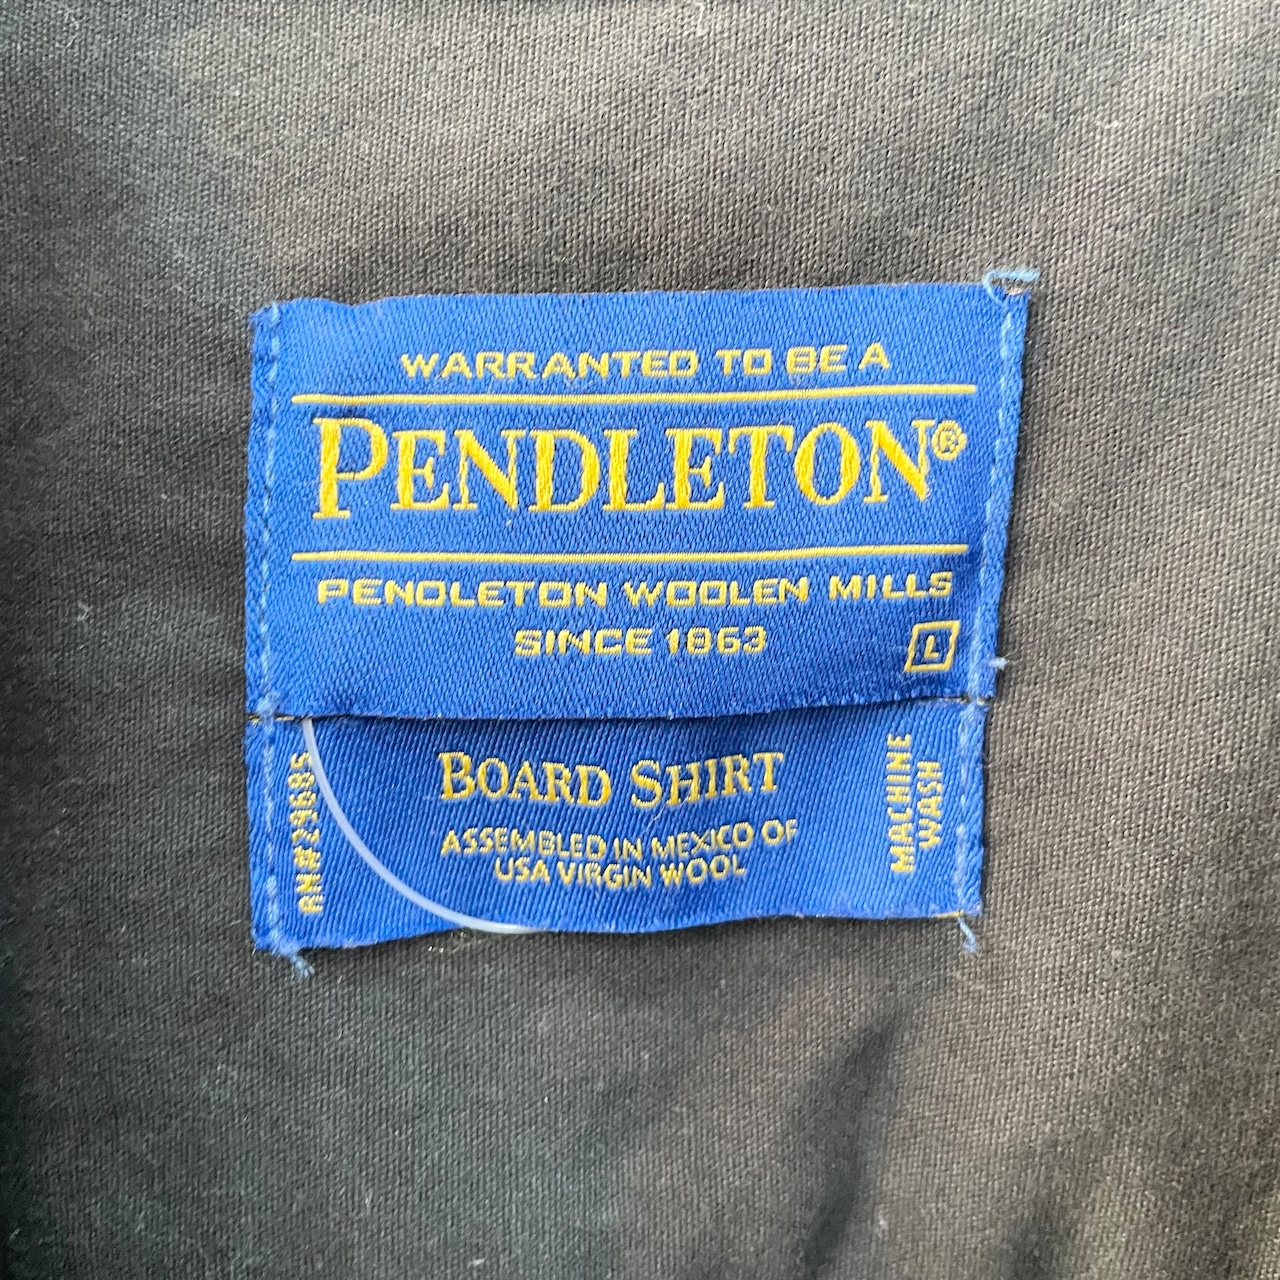 WARRANTED TO BE A
PENDLETON®
PENDLETON WOOLEN MILLS
SINCE 1863
L
BOARD SHIRT
ASSEMBLED IN MEXICO OF
USA VIRGIN WOOL
RN#29685
MACHINE
WASH